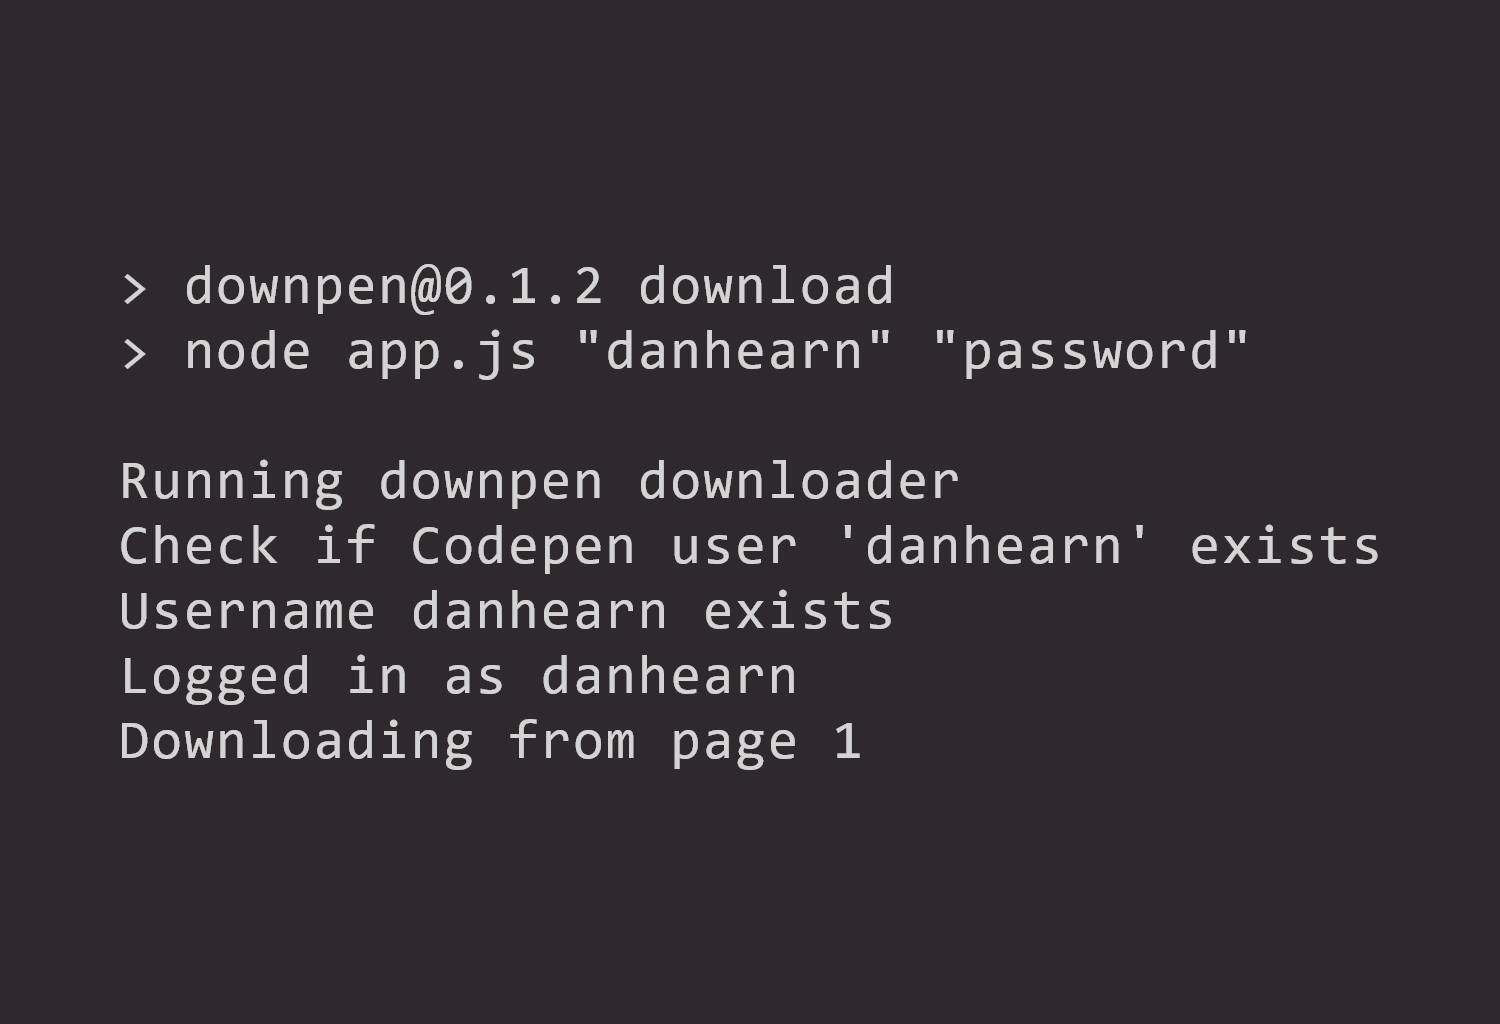 > downpen@0.1.2 download
> node app.js "danhearn" "password"
Running downpen downloader
Check if Codepen user 'danhearn' exists
Username danhearn exists
Logged in as danhearn
Downloading from page 1